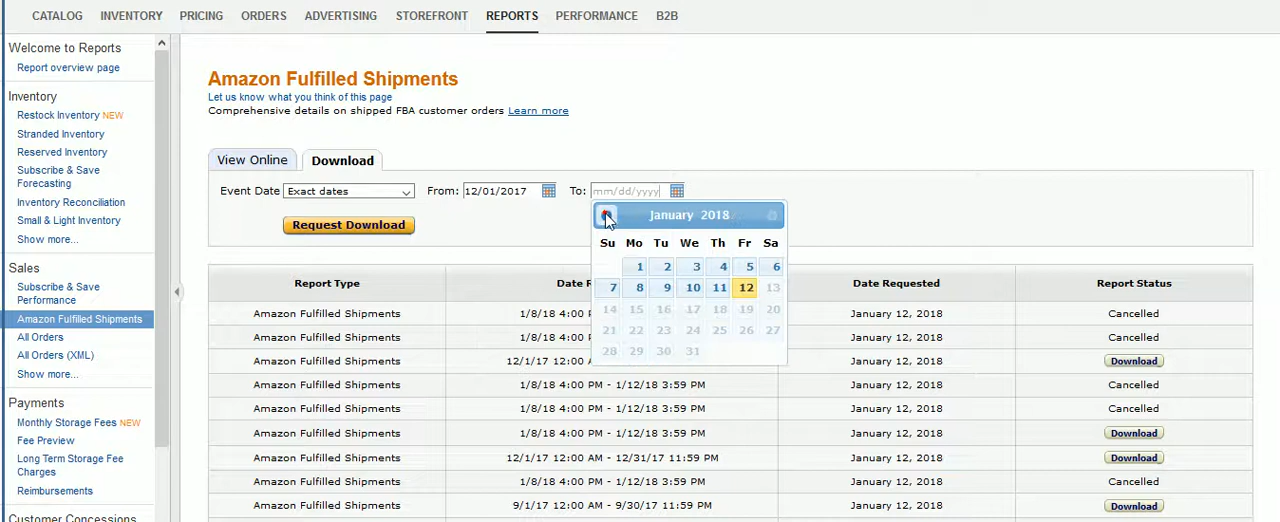 CATALOG INVENTORY PRICING ORDERS ADVERTISING STOREFRONT REPORTS PERFORMANCE B2B
Welcome to Reports
Report overview page
Inventory
Restock Inventory NEW
Stranded Inventory
Reserved Inventory
Subscribe & Save
Forecasting
Inventory Reconciliation
Small & Light Inventory
Show more...
Sales
Subscribe & Save
Performance
Amazon Fulfilled Shipments
All Orders
All Orders (XML)
Show more...
Payments
Monthly Storage Fees NEW
Fee Preview
Long Term Storage Fee
Charges
Reimbursements
Customer Concessions
Amazon Fulfilled Shipments
Let us know what you think of this page
Comprehensive details on shipped FBA customer orders Learn more
View Online Download
Event Date Exact dates From: 12/01/2017 To: mm/dd/yyyy
Request Download
January 2018
Su Mo Tu We Th Fr Sa
1 2 3 4 5 6
7 8 9 10 11 12 13
14 15 16 17 18 19 20
21 22 23 24 25 26 27
28 29 30 31
Report Type Date Requested Report Status
Amazon Fulfilled Shipments 1/8/18 4:00 January 12, 2018 Cancelled
Amazon Fulfilled Shipments 1/8/18 4:00 January 12, 2018 Cancelled
Amazon Fulfilled Shipments 12/1/17 12:00 January 12, 2018 Download
Amazon Fulfilled Shipments 1/8/18 4:00 PM - 1/12/18 3:59 PM January 12, 2018 Cancelled
Amazon Fulfilled Shipments 1/8/18 4:00 PM - 1/12/18 3:59 PM January 12, 2018 Cancelled
Amazon Fulfilled Shipments 1/8/18 4:00 PM - 1/12/18 3:59 PM January 12, 2018 Download
Amazon Fulfilled Shipments 12/1/17 12:00 AM - 12/31/17 11:59 PM January 12, 2018 Download
Amazon Fulfilled Shipments 1/8/18 4:00 PM - 1/12/18 3:59 PM January 12, 2018 Cancelled
Amazon Fulfilled Shipments 9/1/17 12:00 AM - 9/30/17 11:59 PM January 12, 2018 Download